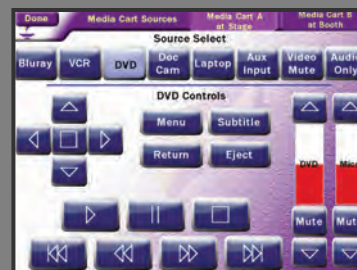 Done
Media Cart Sources
Media Cart A
at Stage
Media Cart B
at Booth
Source Select
Bluray
VCR
DVD
Doc
Cam
Laptop
Aux
Input
Video
Mute
Audio
Only
DVD Controls
Menu
Subtitle
Return
Eject
DVD
Mute
Mut